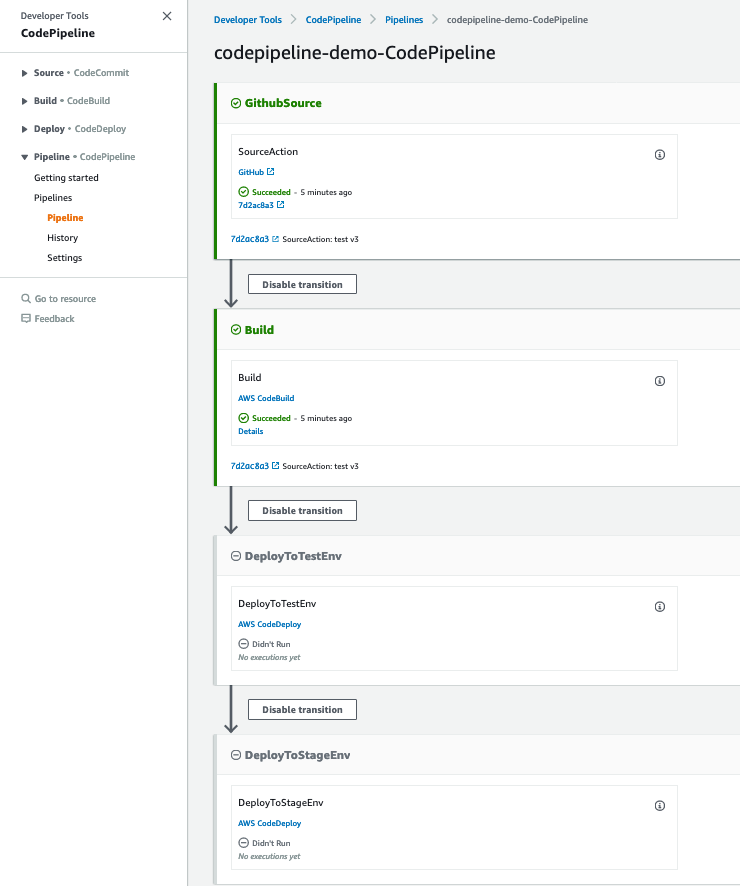 Developer Tools
CodePipeline
Source • CodeCommit
Build • CodeBuild
Deploy • CodeDeploy
Pipeline • CodePipeline
Getting started
Pipelines
Pipeline
History
Settings
Go to resource
Feedback
Developer Tools > CodePipeline > Pipelines > codepipeline-demo-CodePipeline
codepipeline-demo-CodePipeline
GithubSource
SourceAction
GitHub
Succeeded - 5 minutes ago
7d2ac8a3
7d2ac8a3 SourceAction: test v3
Disable transition
Build
Build
AWS CodeBuild
Succeeded - 5 minutes ago
Details
7d2ac8a3 SourceAction: test v3
Disable transition
DeployToTestEnv
DeployToTestEnv
AWS CodeDeploy
Didn't Run
No executions yet
Disable transition
DeployToStageEnv
DeployToStageEnv
AWS CodeDeploy
Didn't Run
No executions yet